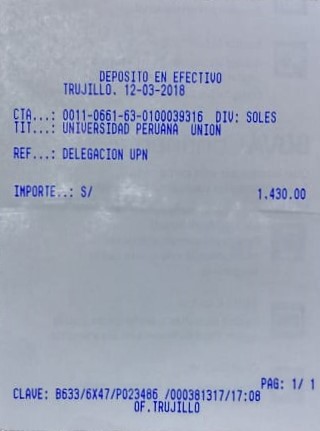 DEPOSITO EN EFECTIVO
TRUJILLO. 12-03-2018
CTA...: 0011-0661-63-0100039316 DIV: SOLES
TIT...: UNIVERSIDAD PERUANA UNION
REF...: DELEGACION UPN
IMPORTE..: S/ 1.430.00
PAG: 1/ 1
CLAVE: B633/6X47/P023486 /000381317/17:08
OF.TRUJILLO